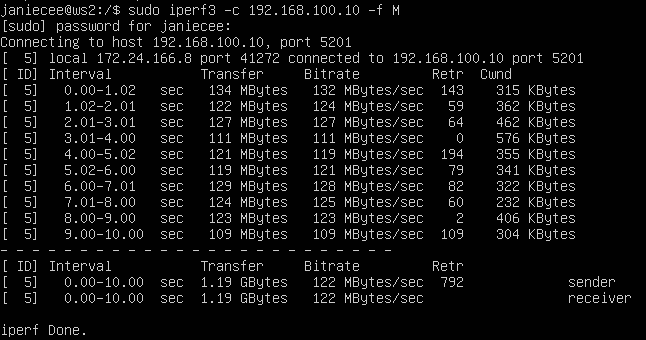 janiecee@ws2:/$ sudo iperf3 -c 192.168.100.10 -f M
[sudo] password for janiecee:
Connecting to host 192.168.100.10, port 5201
[  5] local 172.24.166.8 port 41272 connected to 192.168.100.10 port 5201
[ ID] Interval           Transfer     Bitrate         Retr  Cwnd
[  5]   0.00-1.02   sec   134 MBytes   132 MBytes/sec  143    315 KBytes
[  5]   1.02-2.01   sec   122 MBytes   124 MBytes/sec   59    362 KBytes
[  5]   2.01-3.01   sec   127 MBytes   127 MBytes/sec   64    462 KBytes
[  5]   3.01-4.00   sec   111 MBytes   111 MBytes/sec    0    576 KBytes
[  5]   4.00-5.02   sec   121 MBytes   119 MBytes/sec  194    355 KBytes
[  5]   5.02-6.00   sec   119 MBytes   121 MBytes/sec   79    341 KBytes
[  5]   6.00-7.01   sec   129 MBytes   128 MBytes/sec   82    322 KBytes
[  5]   7.01-8.00   sec   124 MBytes   125 MBytes/sec   60    232 KBytes
[  5]   8.00-9.00   sec   123 MBytes   123 MBytes/sec    2    406 KBytes
[  5]   9.00-10.00  sec   109 MBytes   109 MBytes/sec  109    304 KBytes
- - - - - - - - - - - - - - - - - - - - - - - - -
[ ID] Interval           Transfer     Bitrate         Retr
[  5]   0.00-10.00  sec  1.19 GBytes   122 MBytes/sec  792             sender
[  5]   0.00-10.00  sec  1.19 GBytes   122 MBytes/sec                  receiver
iperf Done.